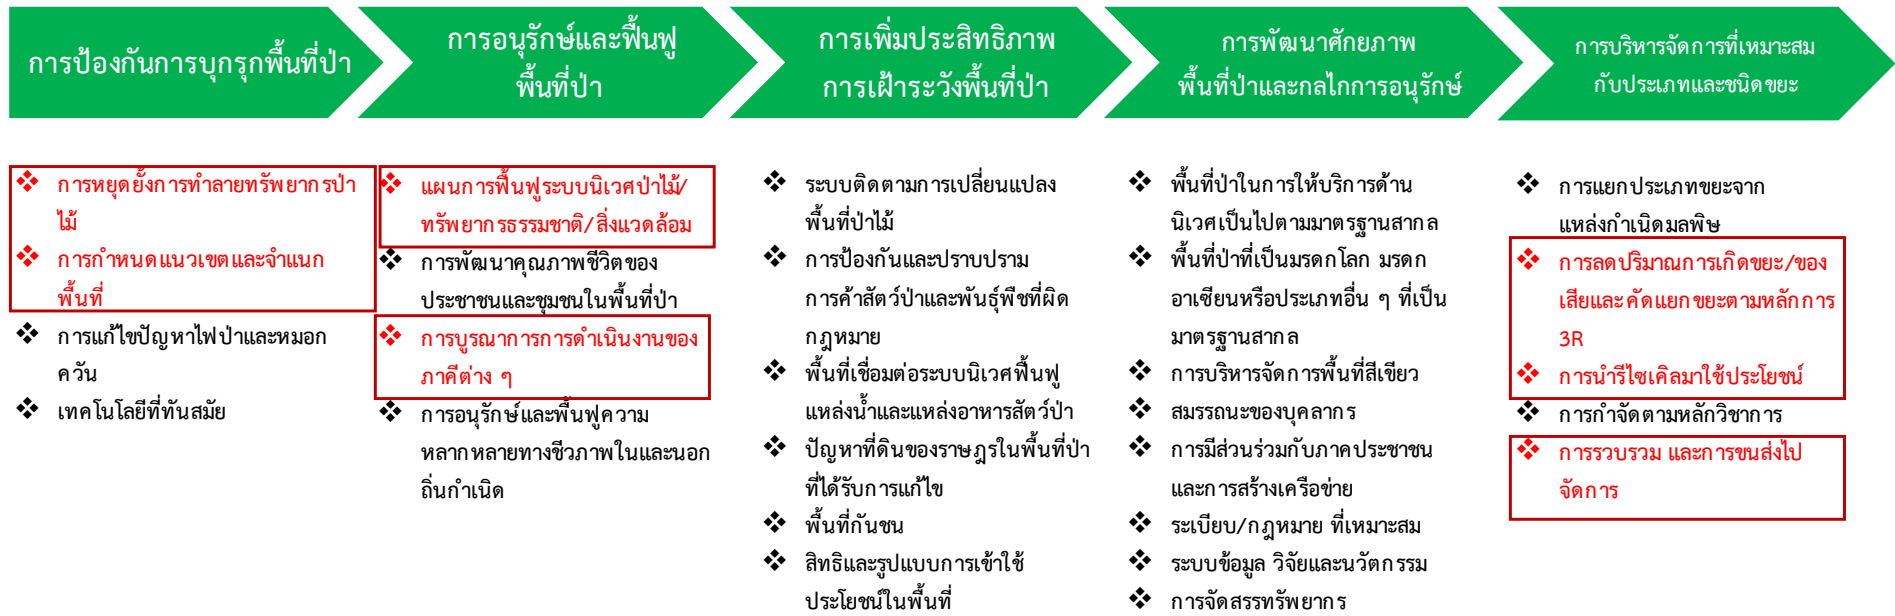 การป้องกันการบุกรุกพื้นที่ป่า
การอนุรักษ์และฟื้นฟู
พื้นที่ป่า
การเพิ่มประสิทธิภาพ
การเฝ้าระวังพื้นที่ป่า
การพัฒนาศักยภาพ
พื้นที่ป่าและกลไกการอนุรักษ์
การบริหารจัดการที่เหมาะสม
กับประเภทและชนิดขยะ
❖ การหยุดยั้งการทำลายทรัพยากรป่า
ไม้
❖ การกำหนดแนวเขตและจำแนก
พื้นที่
❖ การแก้ไขปัญหาไฟป่าและหมอก
ควัน
❖ เทคโนโลยีที่ทันสมัย
❖ แผนการฟื้นฟูระบบนิเวศป่าไม้/
ทรัพยากรธรรมชาติ/สิ่งแวดล้อม
❖ การพัฒนาคุณภาพชีวิตของ
ประชาชนและชุมชนในพื้นที่ป่า
❖ การบูรณาการการดำเนินงานของ
ภาคีต่าง ๆ
❖ การอนุรักษ์และพื้นฟูความ
หลากหลายทางชีวภาพในและนอก
ถิ่นกำเนิด
❖ ระบบติดตามการเปลี่ยนแปลง
พื้นที่ป่าไม้
❖ การป้องกันและปราบปราม
การค้าสัตว์ป่าและพันธุ์พืชที่ผิด
กฎหมาย
❖ พื้นที่เชื่อมต่อระบบนิเวศฟื้นฟู
แหล่งน้ำและแหล่งอาหารสัตว์ป่า
❖ ปัญหาที่ดินของราษฎรในพื้นที่ป่า
ที่ได้รับการแก้ไข
❖ พื้นที่กันชน
❖ สิทธิและรูปแบบการเข้าใช้
ประโยชน์ในพื้นที่
❖ พื้นที่ป่าในการให้บริการด้าน
นิเวศเป็นไปตามมาตรฐานสากล
❖ พื้นที่ป่าที่เป็นมรดกโลก มรดก
อาเซียนหรือประเภทอื่น ๆ ที่เป็น
มาตรฐานสากล
❖ การบริหารจัดการพื้นที่สีเขียว
❖ สมรรถนะของบุคลากร
❖ การมีส่วนร่วมกับภาคประชาชน
และการสร้างเครือข่าย
❖ ระเบียบ/กฎหมาย ที่เหมาะสม
❖ ระบบข้อมูล วิจัยและนวัตกรรม
❖ การจัดสรรทรัพยากร
❖ การแยกประเภทขยะจาก
แหล่งกำเนิดมลพิษ
❖ การลดปริมาณการเกิดขยะ/ของ
เสียและคัดแยกขยะตามหลักการ
3R
❖ การนำรีไซเคิลมาใช้ประโยชน์
❖ การกำจัดตามหลักวิชาการ
❖ การรวบรวม และการขนส่งไป
จัดการ